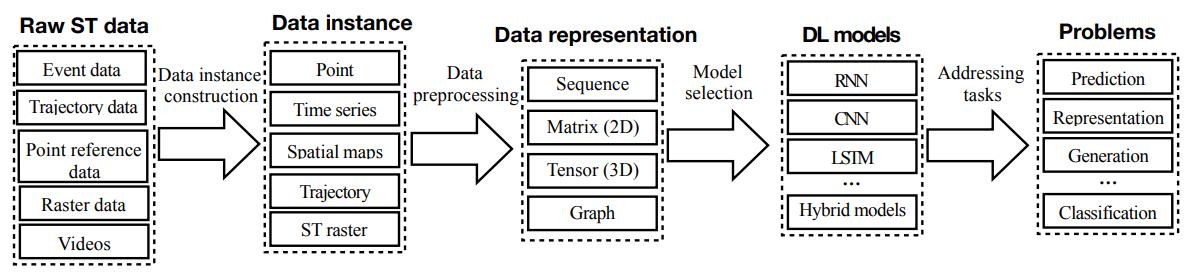 Raw ST data
Event data
Trajectory data
Point reference
data
Raster data
Videos
Data instance
construction
Data instance
Point
Time series
Spatial maps
Trajectory
ST raster
Data
preprocessing
Data representation
Sequence
Matrix (2D)
Tensor (3D)
Graph
Model
selection
DL models
RNN
CNN
LSTM
...
Hybrid models
Addressing
tasks
Problems
Prediction
Representation
Generation
...
Classification